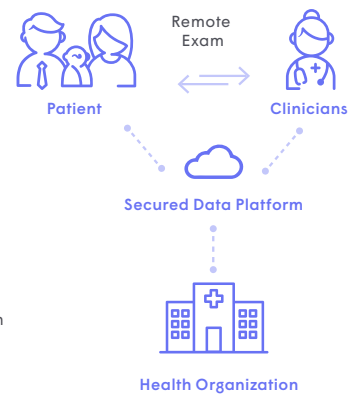 Remote
Exam
Patient
Clinicians
Secured Data Platform
n
Health Organization